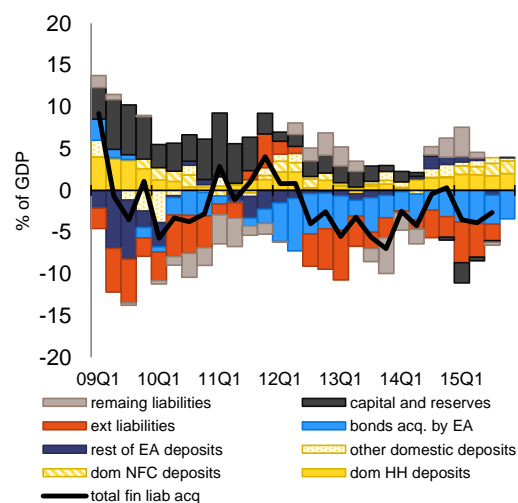 20
15
10
5
0
-5
-10
-15
-20
% of GDP
09Q1 10Q1 11Q1 12Q1 13Q1 14Q1 15Q1
remaing liabilities capital and reserves
ext liabilities bonds acq. by EA
rest of EA deposits other domestic deposits
dom NFC deposits dom HH deposits
total fin liab acq